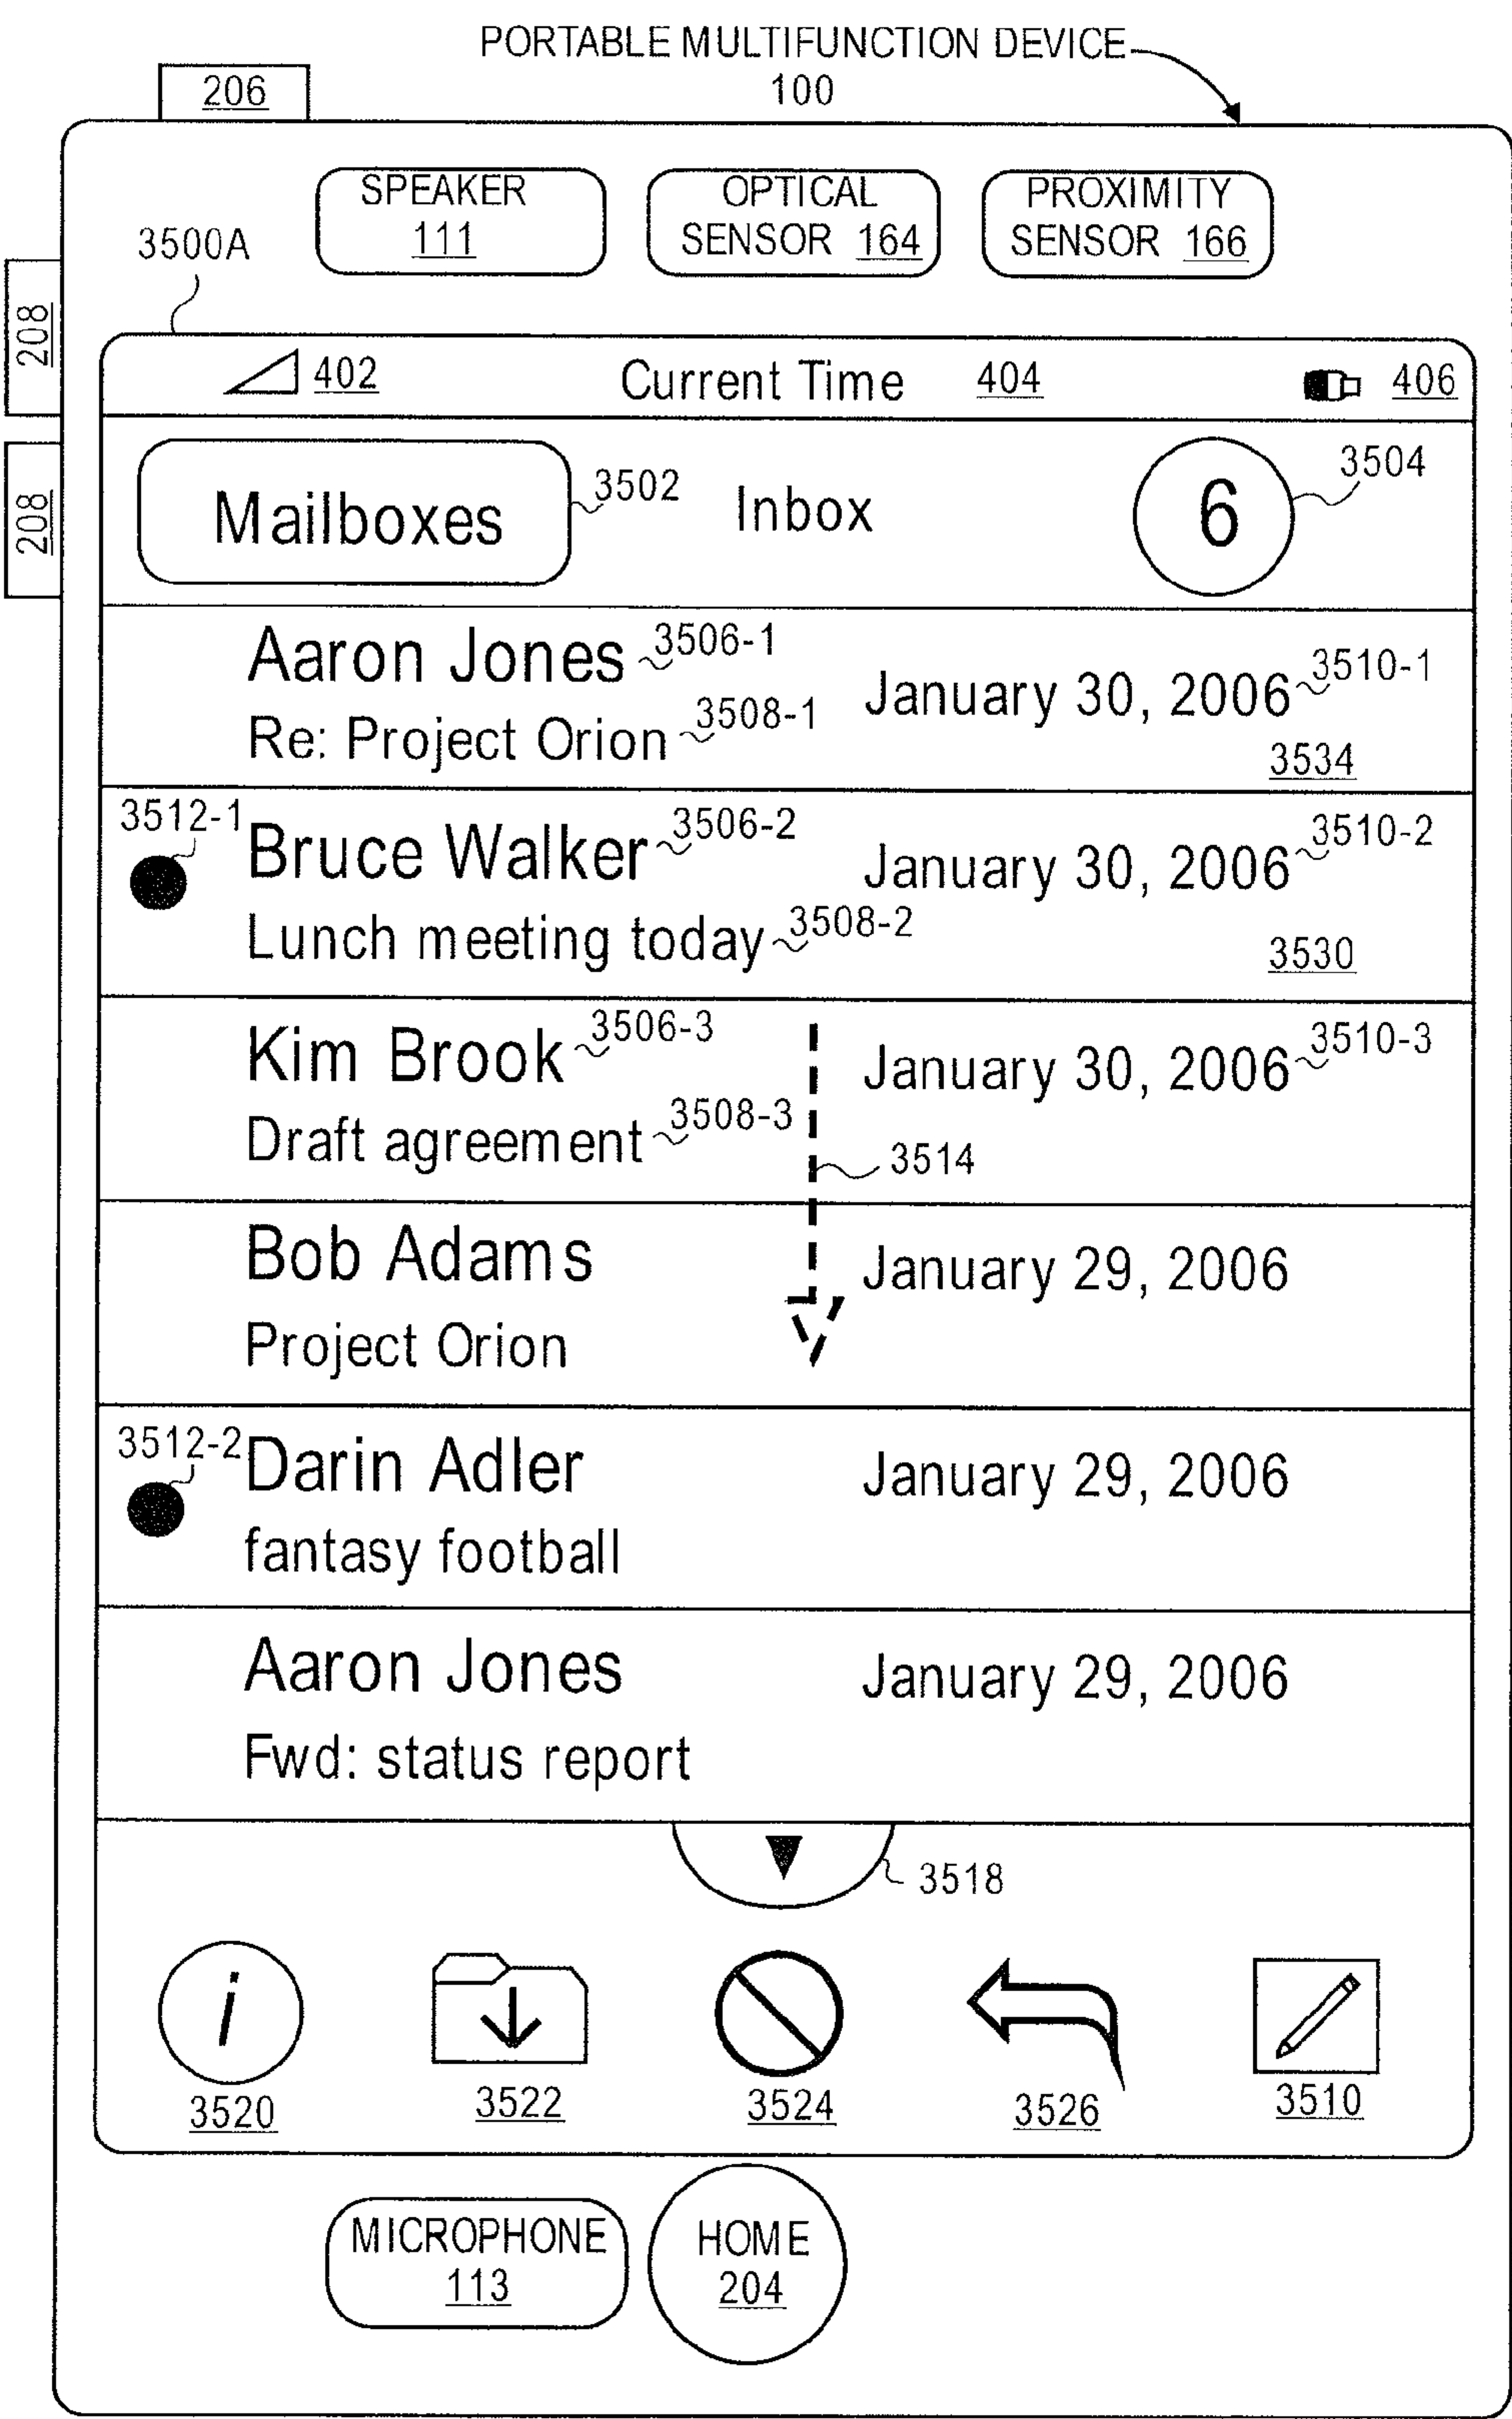 PORTABLE MULTIFUNCTION DEVICE
100
206
SPEAKER
111
OPTICAL
SENSOR 164
PROXIMITY
SENSOR 166
3500A
208
208
402 Current Time 404 406
Mailboxes 3502 Inbox 6 3504
Aaron Jones 3506-1
January 30, 2006 3510-1
Re: Project Orion 3508-1
3534
3512-1
Bruce Walker 3506-2
January 30, 2006 3510-2
Lunch meeting today 3508-2
3530
Kim Brook 3506-3
January 30, 2006 3510-3
Draft agreement 3508-3
3514
Bob Adams
January 29, 2006
Project Orion
3512-2
Darin Adler
January 29, 2006
fantasy football
Aaron Jones
January 29, 2006
Fwd: status report
3518
i
3520 3522 3524 3526 3510
MICROPHONE
113
HOME
204